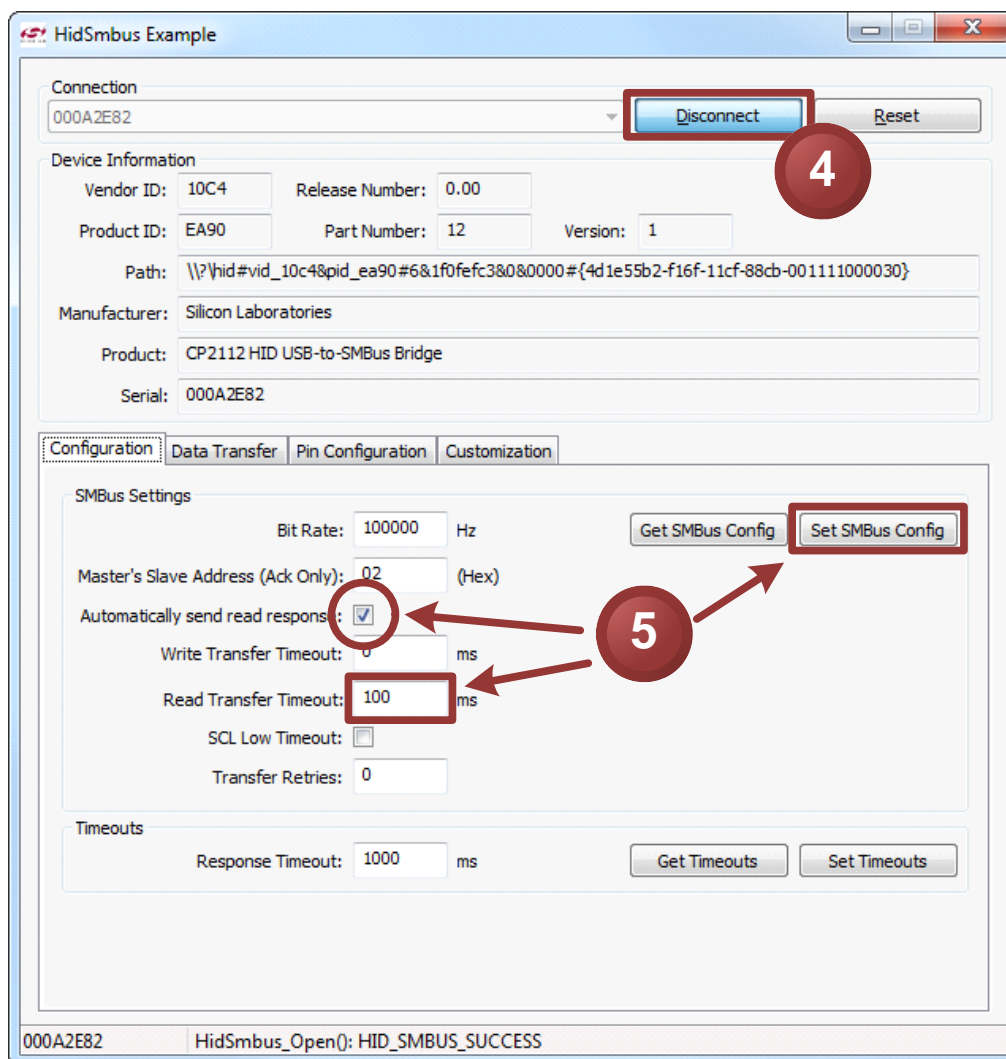 HidSmbus Example
Connection
000A2E82
Disconnect
Reset
4
Device Information
Vendor ID: 10C4 Release Number: 0.00
Product ID: EA90 Part Number: 12 Version: 1
Path: \\?\hid#vid_10c4&pid_ea90#6&1f0fefc3&0&0000#{4d1e55b2-f16f-11cf-88cb-001111000030}
Manufacturer: Silicon Laboratories
Product: CP2112 HID USB-to-SMBus Bridge
Serial: 000A2E82
Configuration Data Transfer Pin Configuration Customization
SMBus Settings
Bit Rate: 100000 Hz Get SMBus Config Set SMBus Config
Master's Slave Address (Ack Only): 02 (Hex)
Automatically send read response:
5
Write Transfer Timeout: 0 ms
Read Transfer Timeout: 100 ms
SCL Low Timeout:
Transfer Retries: 0
Timeouts
Response Timeout: 1000 ms Get Timeouts Set Timeouts
000A2E82 HidSmbus_Open(): HID_SMBUS_SUCCESS